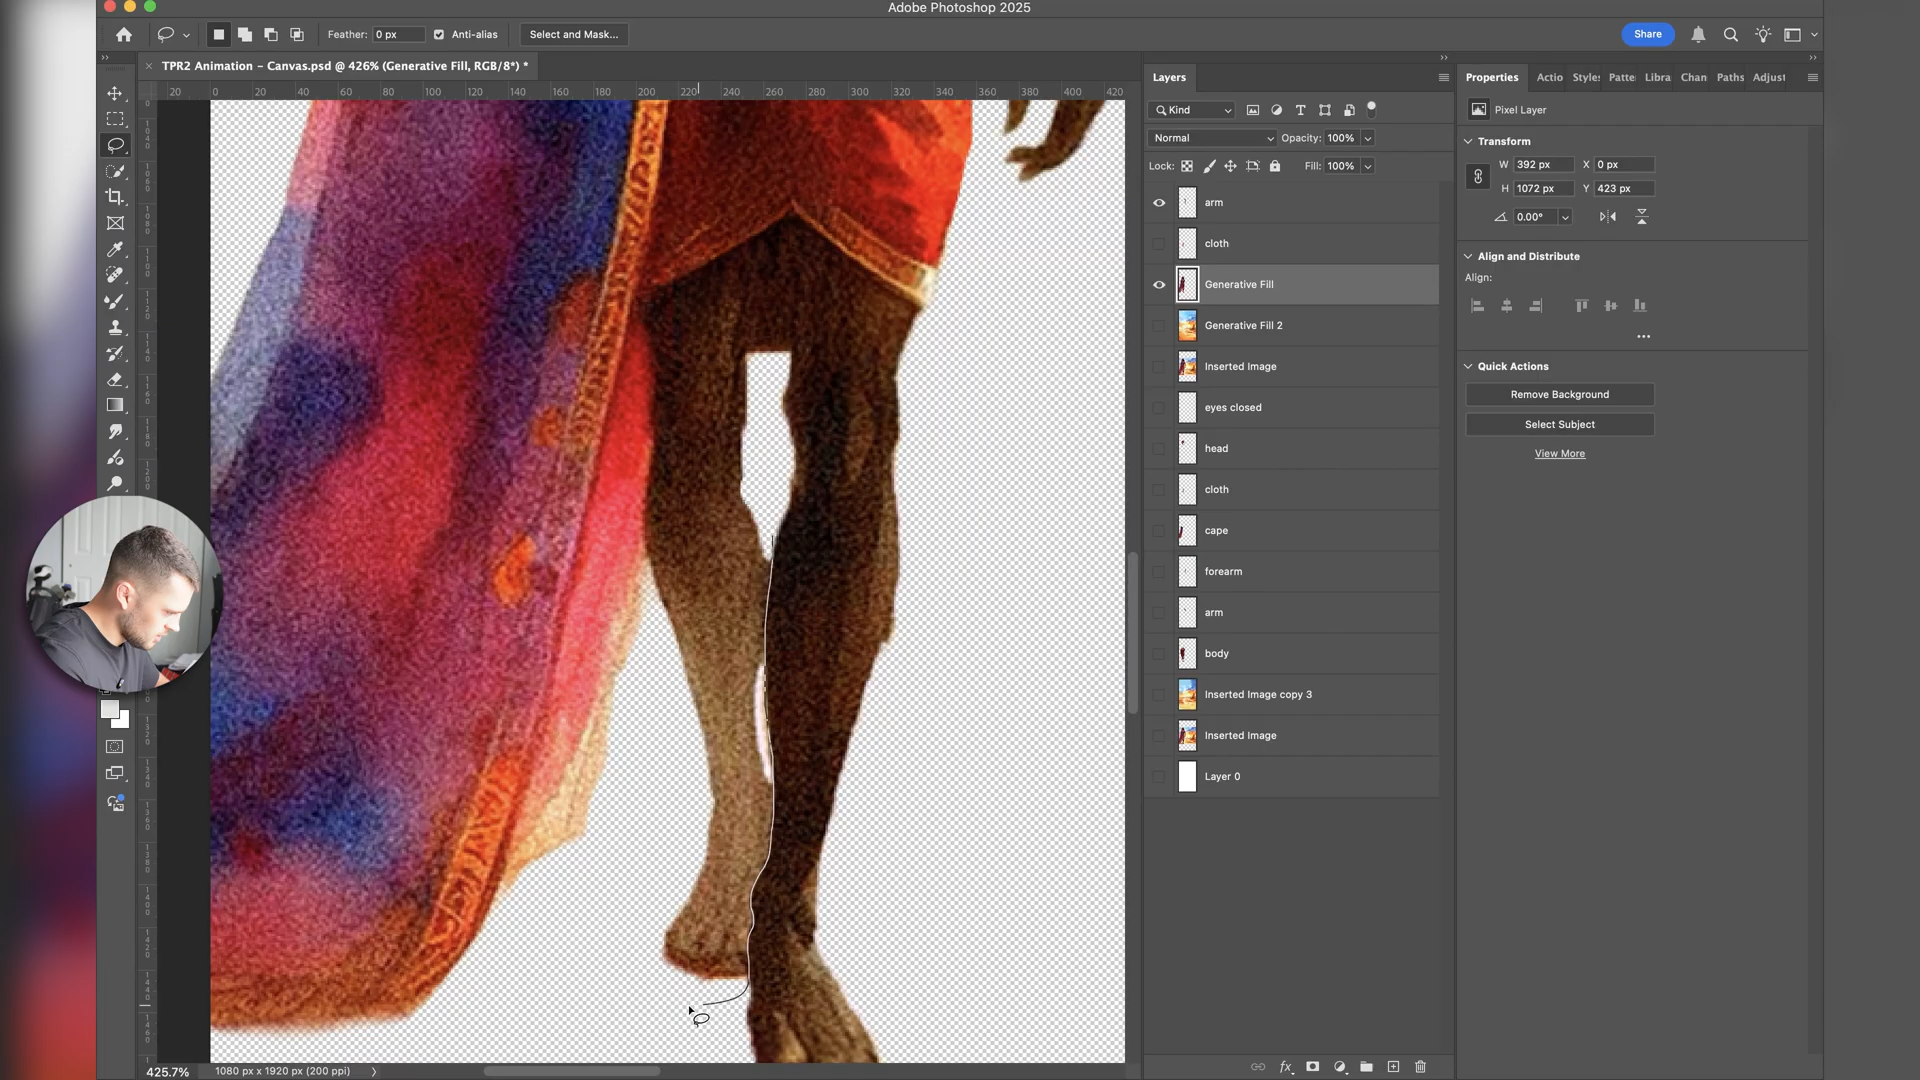 Adobe Photoshop 2025
Feather: 0 px Anti-alias Select and Mask... Share
TPR2 Animation – Canvas.psd @ 426% (Generative Fill, RGB/8*) *
20 0 20 40 60 80 100 120 140 160 180 200 220 240 260 280 300 320 340 360 380 400 420
Layers
Kind
Normal Opacity: 100%
Lock: Fill: 100%
arm
cloth
Generative Fill
Generative Fill 2
Inserted Image
eyes closed
head
cloth
cape
forearm
arm
body
Inserted Image copy 3
Inserted Image
Layer 0
Properties Actio Styles Patte Libra Chan Paths Adjust
Pixel Layer
Transform
W 392 px X 0 px
H 1072 px Y 423 px
0.00°
Align and Distribute
Align:
Quick Actions
Remove Background
Select Subject
View More
425.7% 1080 px x 1920 px (200 ppi)
fx